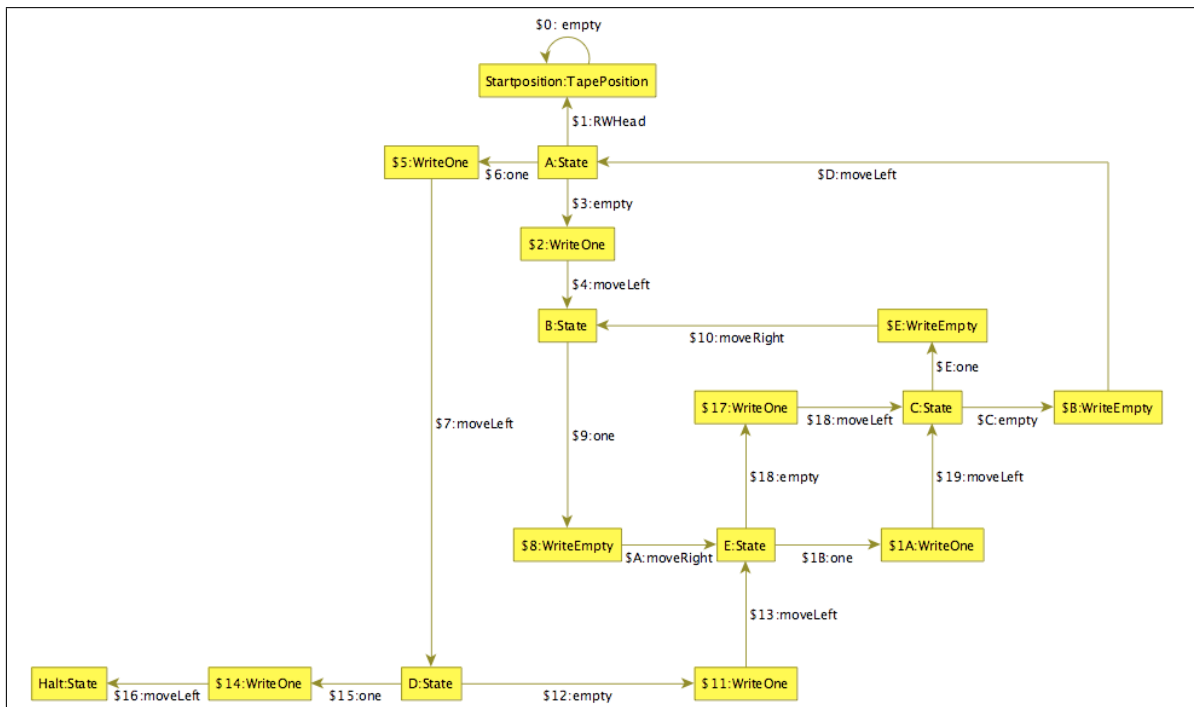 $0: empty
Startposition:TapePosition
$1:RWHead
$5:WriteOne
$6:one
A:State
$D:moveLeft
$3:empty
$2:WriteOne
$4:moveLeft
B:State
$10:moveRight
$E:WriteEmpty
$E:one
$17:WriteOne
$18:moveLeft
C:State
$C:empty
$B:WriteEmpty
$7:moveLeft
$9:one
$18:empty
$19:moveLeft
$8:WriteEmpty
$A:moveRight
E:State
$1B:one
$1A:WriteOne
$13:moveLeft
Halt:State
$16:moveLeft
$14:WriteOne
$15:one
D:State
$12:empty
$11:WriteOne